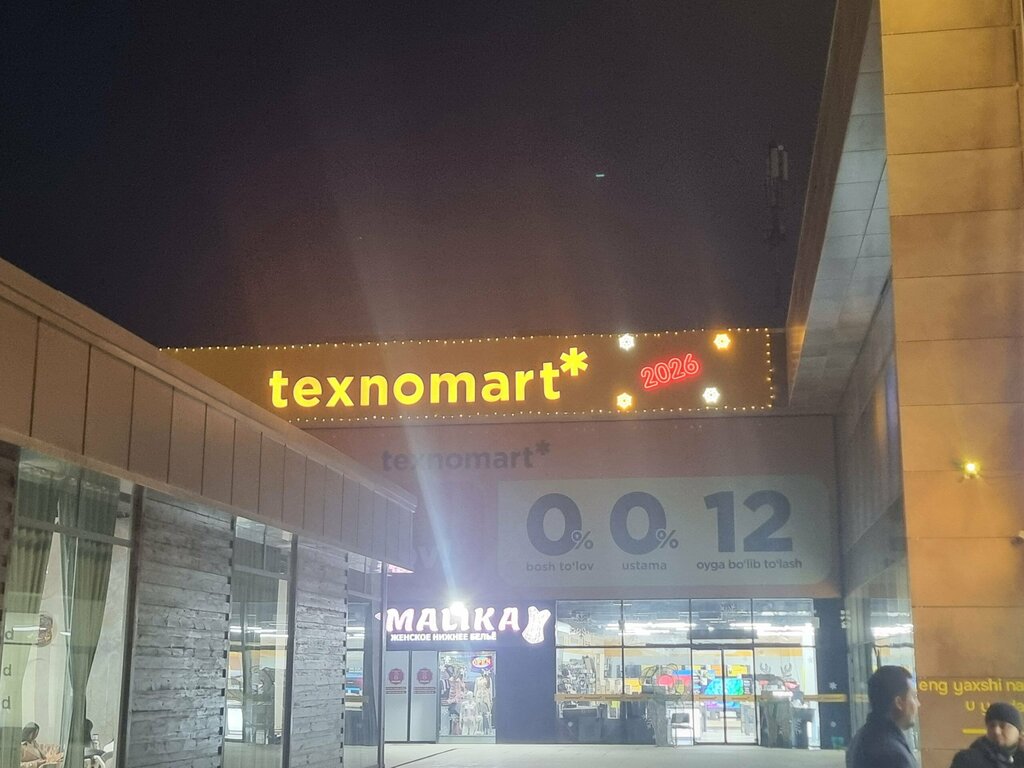 texnomart*
2026
texnomart*
0% 0% 12
bosh to'lov ustama oyga bo'lib to'lash
MALIKA
ЖЕНСКОЕ НИЖНЕЕ БЕЛЬЁ
eng yaxshi na